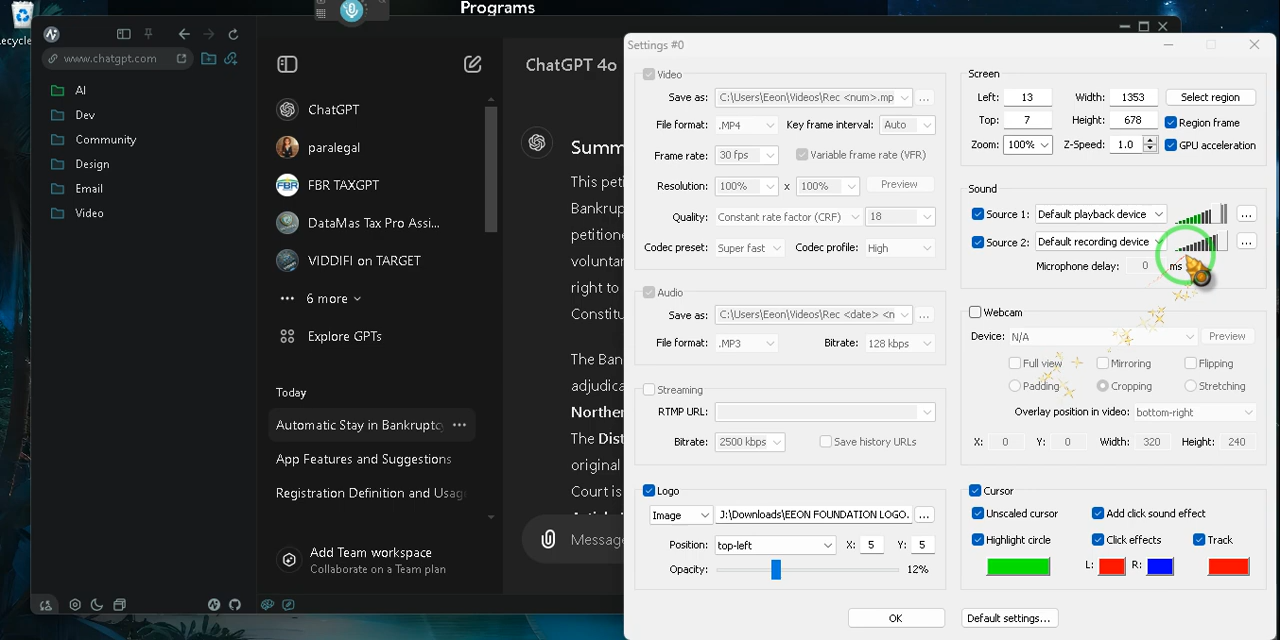 Programs
ecycle
www.chatgpt.com
AI
Dev
Community
Design
Email
Video
ChatGPT
paralegal
FBR TAXGPT
DataMas Tax Pro Assi...
VIDDIFI on TARGET
6 more
Explore GPTs
Today
Automatic Stay in Bankruptc
App Features and Suggestions
Registration Definition and Usag
Add Team workspace
Collaborate on a Team plan
ChatGPT 4o
Summ
This peti
Bankrup
petitione
voluntar
right to
Constitu
The Ban
adjudica
Norther
The Dist
original
Court is
Messag
Settings #0
Video
Save as: C:\Users\Eeon\Videos\Rec <num>.mp ...
File format: .MP4 Key frame interval: Auto
Frame rate: 30 fps Variable frame rate (VFR)
Resolution: 100% x 100% Preview
Quality: Constant rate factor (CRF) 18
Codec preset: Super fast Codec profile: High
Audio
Save as: C:\Users\Eeon\Videos\Rec <date> <n ...
File format: .MP3 Bitrate: 128 kbps
Streaming
RTMP URL:
Bitrate: 2500 kbps Save history URLs
Logo
Image J:\Downloads\EEON FOUNDATION LOGO. ...
Position: top-left X: 5 Y: 5
Opacity: 12%
Screen
Left: 13 Width: 1353 Select region
Top: 7 Height: 678 Region frame
Zoom: 100% Z-Speed: 1.0 GPU acceleration
Sound
Source 1: Default playback device ...
Source 2: Default recording device ...
Microphone delay: 0 ms
Webcam
Device: N/A Preview
Full view Mirroring Flipping
Padding Cropping Stretching
Overlay position in video: bottom-right
X: 0 Y: 0 Width: 320 Height: 240
Cursor
Unscaled cursor Add click sound effect
Highlight circle Click effects Track
L: R:
OK Default settings...